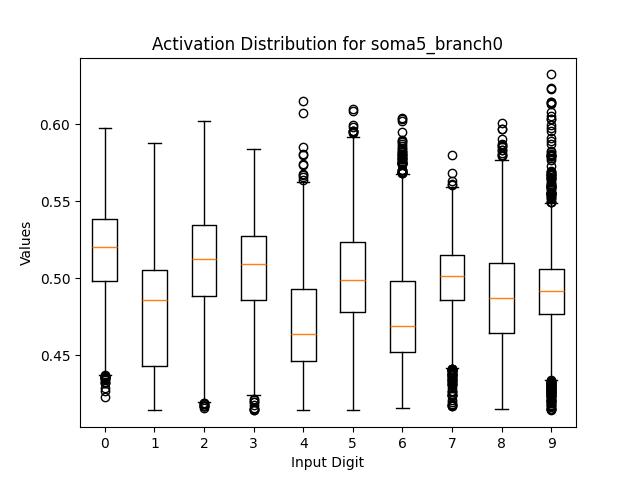 Activation Distribution for soma5_branch0
0.60
0.55
0.50
0.45
Values
0 1 2 3 4 5 6 7 8 9
Input Digit